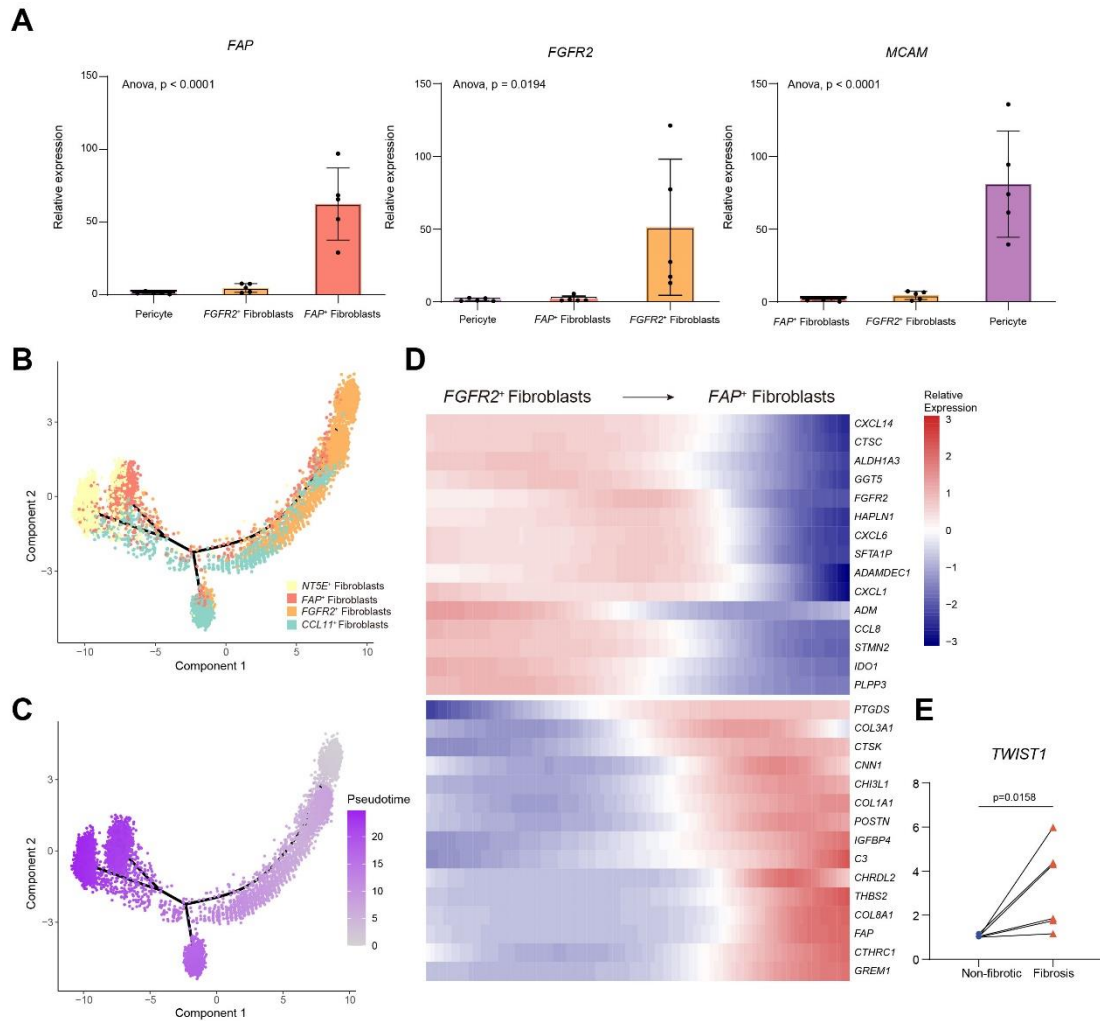 A
FAP
Anova, p < 0.0001
Relative expression
150
100
50
0
Pericyte
FGFR2⁺ Fibroblasts
FAP⁺ Fibroblasts
FGFR2
Anova, p = 0.0194
Relative expression
150
100
50
0
Pericyte
FAP⁺ Fibroblasts
FGFR2⁺ Fibroblasts
MCAM
Anova, p < 0.0001
Relative expression
150
100
50
0
FAP⁺ Fibroblasts
FGFR2⁺ Fibroblasts
Pericyte
B
Component 2
3
0
-3
NT5E⁺ Fibroblasts
FAP⁺ Fibroblasts
FGFR2⁺ Fibroblasts
CCL11⁺ Fibroblasts
-10
-5
0
5
10
Component 1
C
Component 2
3
0
-3
Pseudotime
20
15
10
5
0
-10
-5
0
5
10
Component 1
D
FGFR2⁺ Fibroblasts → FAP⁺ Fibroblasts
CXCL14
CTSC
ALDH1A3
GGT5
FGFR2
HAPLN1
CXCL6
SFTA1P
ADAMDEC1
CXCL1
ADM
CCL8
STMN2
IDO1
PLPP3
PTGDS
COL3A1
CTSK
CNN1
CHI3L1
COL1A1
POSTN
IGFBP4
C3
CHRDL2
THBS2
COL8A1
FAP
CTHRC1
GREM1
Relative
Expression
3
2
1
0
-1
-2
-3
E
TWIST1
p=0.0158
8
6
4
2
0
Non-fibrotic
Fibrosis